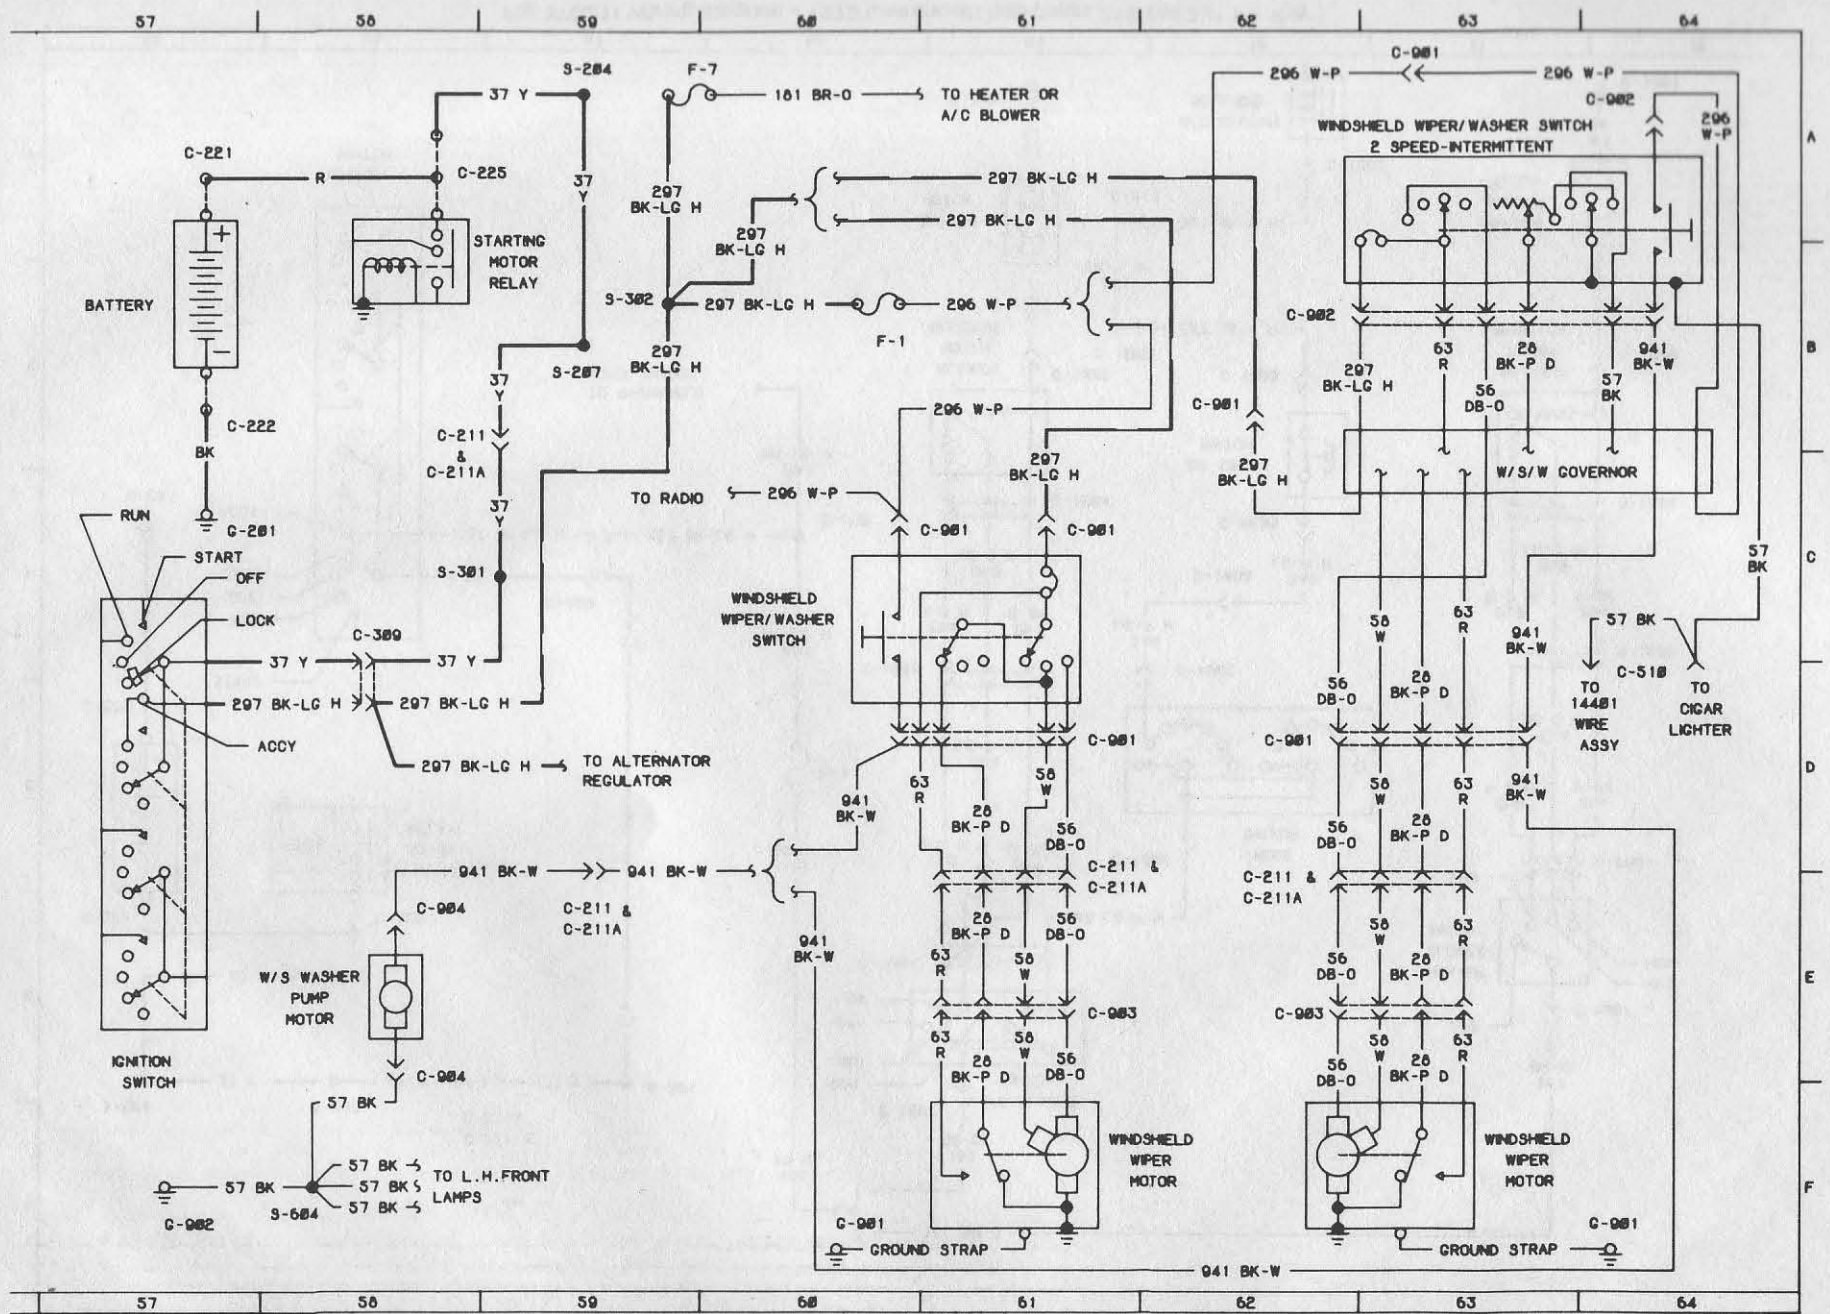 57 58 59 60 61 62 63 64
A
B
C
D
E
F
S-204
37 Y
F-7
181 BR-O
TO HEATER OR
A/C BLOWER
C-901
296 W-P
296 W-P
C-902
296
W-P
WINDSHIELD WIPER/WASHER SWITCH
2 SPEED-INTERMITTENT
C-221
R
C-225
37
Y
297
BK-LG H
297 BK-LG H
297 BK-LG H
297
BK-LG H
STARTING
MOTOR
RELAY
+
-
BATTERY
S-302
297 BK-LG H
296 W-P
F-1
C-902
S-207
297
BK-LG H
297
BK-LG H
63
R
28
BK-P D
941
BK-W
56
DB-O
57
BK
37
Y
296 W-P
C-901
C-222
BK
C-211
&
C-211A
297
BK-LG H
297
BK-LG H
W/S/W GOVERNOR
TO RADIO
296 W-P
37
Y
G-201
C-901
C-901
RUN
START
OFF
LOCK
S-301
57
BK
WINDSHIELD
WIPER/WASHER
SWITCH
C-309
37 Y
37 Y
58
W
63
R
941
BK-W
57 BK
C-510
297 BK-LG H
297 BK-LG H
56
DB-O
28
BK-P D
TO
14401
WIRE
ASSY
TO
CIGAR
LIGHTER
ACCY
297 BK-LG H
TO ALTERNATOR
REGULATOR
C-901
C-901
941
BK-W
63
R
58
W
28
BK-P D
56
DB-O
58
W
63
R
941
BK-W
56
DB-O
28
BK-P D
941 BK-W
941 BK-W
C-211 &
C-211A
C-211 &
C-211A
C-904
C-211 &
C-211A
941
BK-W
28
BK-P D
56
DB-O
63
R
58
W
58
W
63
R
56
DB-O
28
BK-P D
W/S WASHER
PUMP
MOTOR
C-903
C-903
63
R
58
W
28
BK-P D
56
DB-O
56
DB-O
58
W
28
BK-P D
63
R
IGNITION
SWITCH
C-904
57 BK
WINDSHIELD
WIPER
MOTOR
WINDSHIELD
WIPER
MOTOR
57 BK
57 BK
57 BK
57 BK
TO L.H.FRONT
LAMPS
G-902
S-604
G-901
GROUND STRAP
GROUND STRAP
G-901
941 BK-W
57 58 59 60 61 62 63 64